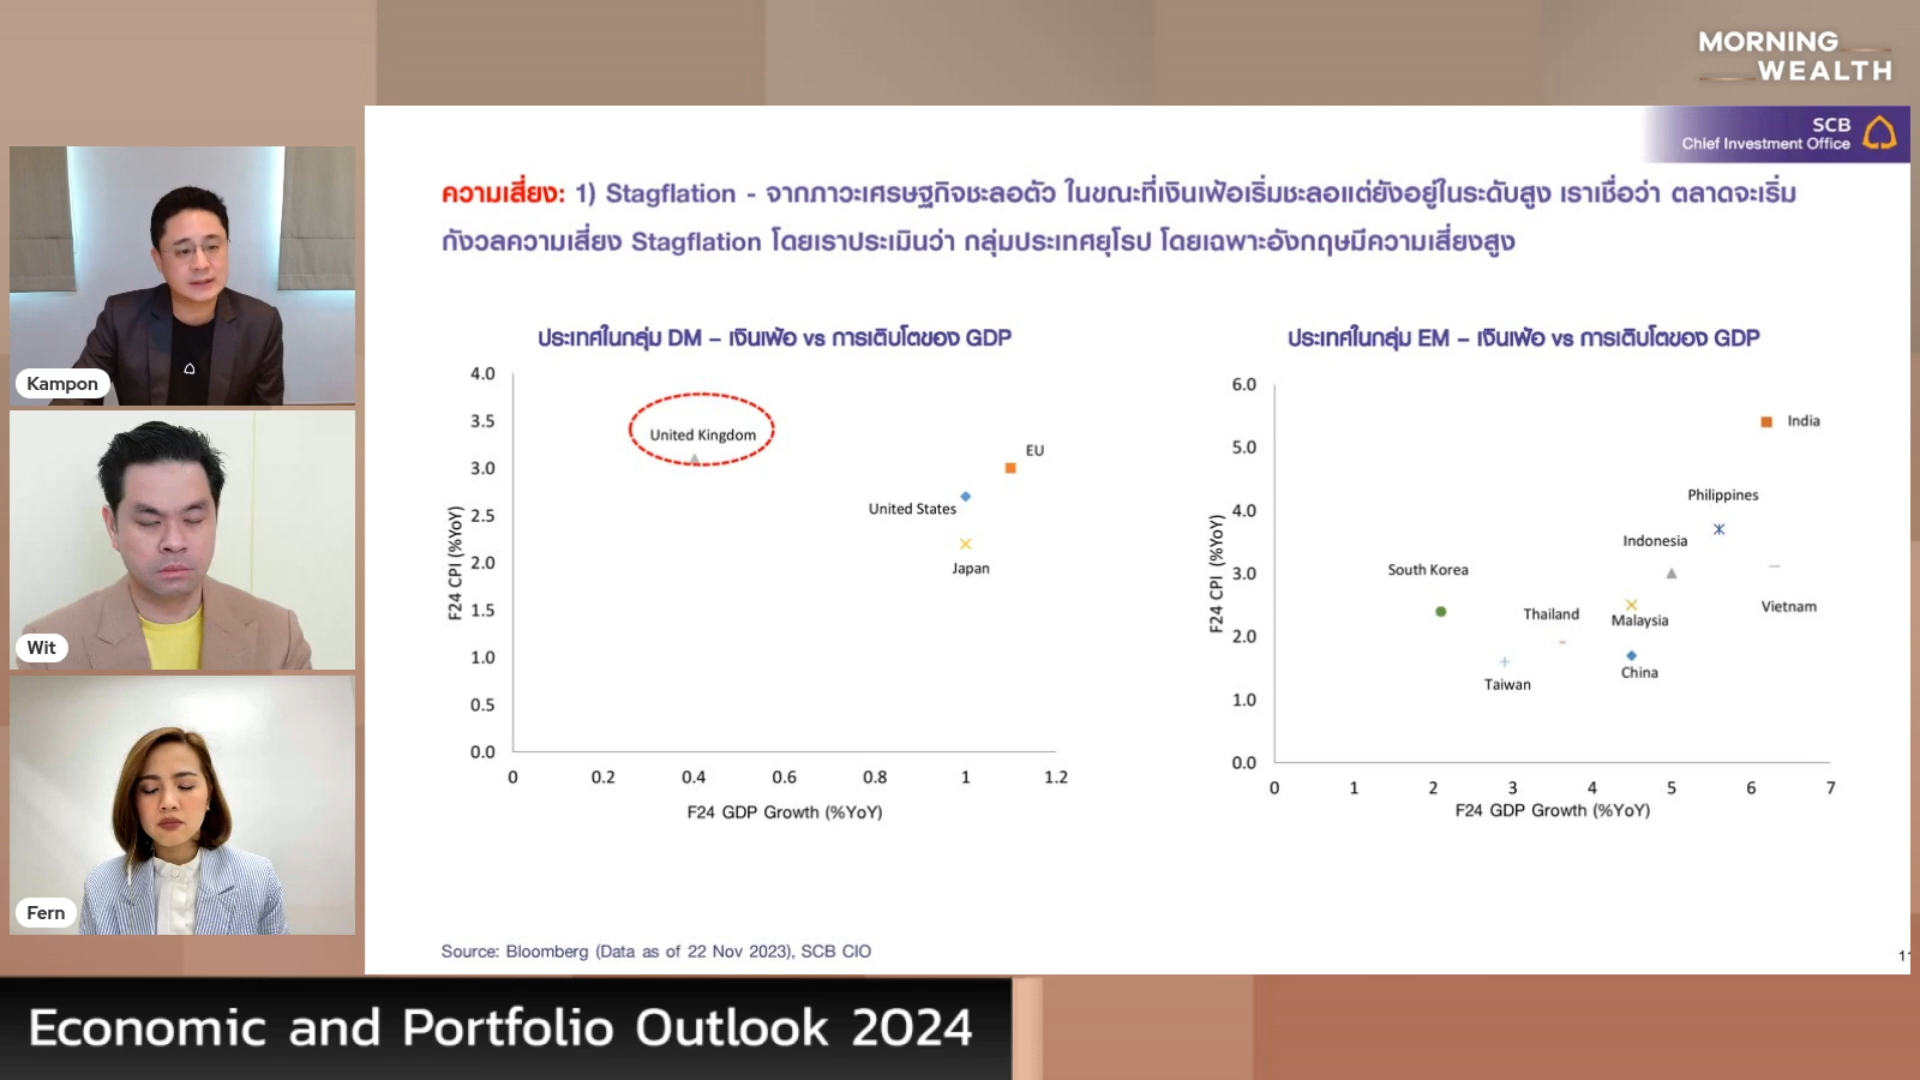 MORNING
WEALTH
SCB
Chief Investment Office
ความเสี่ยง: 1) Stagflation - จากภาวะเศรษฐกิจชะลอตัว ในขณะที่เงินเฟ้อเริ่มชะลอแต่ยังอยู่ในระดับสูง เราเชื่อว่า ตลาดจะเริ่ม
กังวลความเสี่ยง Stagflation โดยเราประเมินว่า กลุ่มประเทศยุโรป โดยเฉพาะอังกฤษมีความเสี่ยงสูง
ประเทศในกลุ่ม DM – เงินเฟ้อ vs การเติบโตของ GDP
4.0
3.5
3.0
2.5
2.0
1.5
1.0
0.5
0.0
F24 CPI (%YoY)
United Kingdom
EU
United States
Japan
0 0.2 0.4 0.6 0.8 1 1.2
F24 GDP Growth (%YoY)
ประเทศในกลุ่ม EM – เงินเฟ้อ vs การเติบโตของ GDP
6.0
5.0
4.0
3.0
2.0
1.0
0.0
F24 CPI (%YoY)
India
Philippines
Indonesia
South Korea
Vietnam
Thailand
Malaysia
China
Taiwan
0 1 2 3 4 5 6 7
F24 GDP Growth (%YoY)
Source: Bloomberg (Data as of 22 Nov 2023), SCB CIO
Kampon
Wit
Fern
Economic and Portfolio Outlook 2024